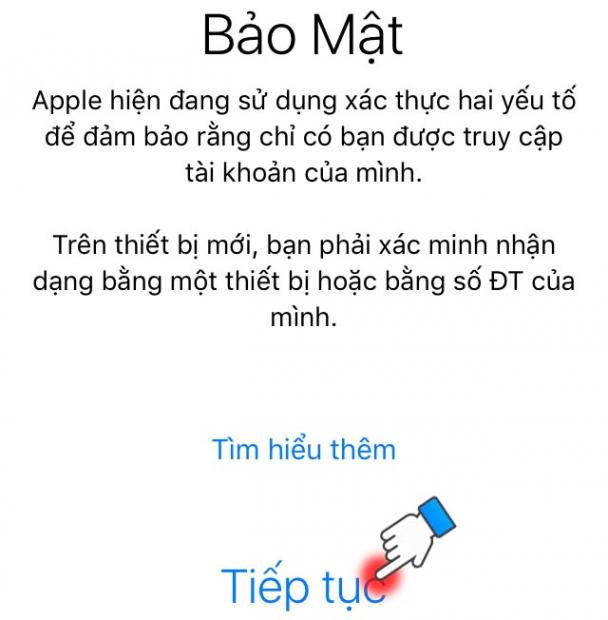 Bảo Mật
Apple hiện đang sử dụng xác thực hai yếu tố
để đảm bảo rằng chỉ có bạn được truy cập
tài khoản của mình.
Trên thiết bị mới, bạn phải xác minh nhận
dạng bằng một thiết bị hoặc bằng số ĐT của
mình.
Tìm hiểu thêm
Tiếp tục